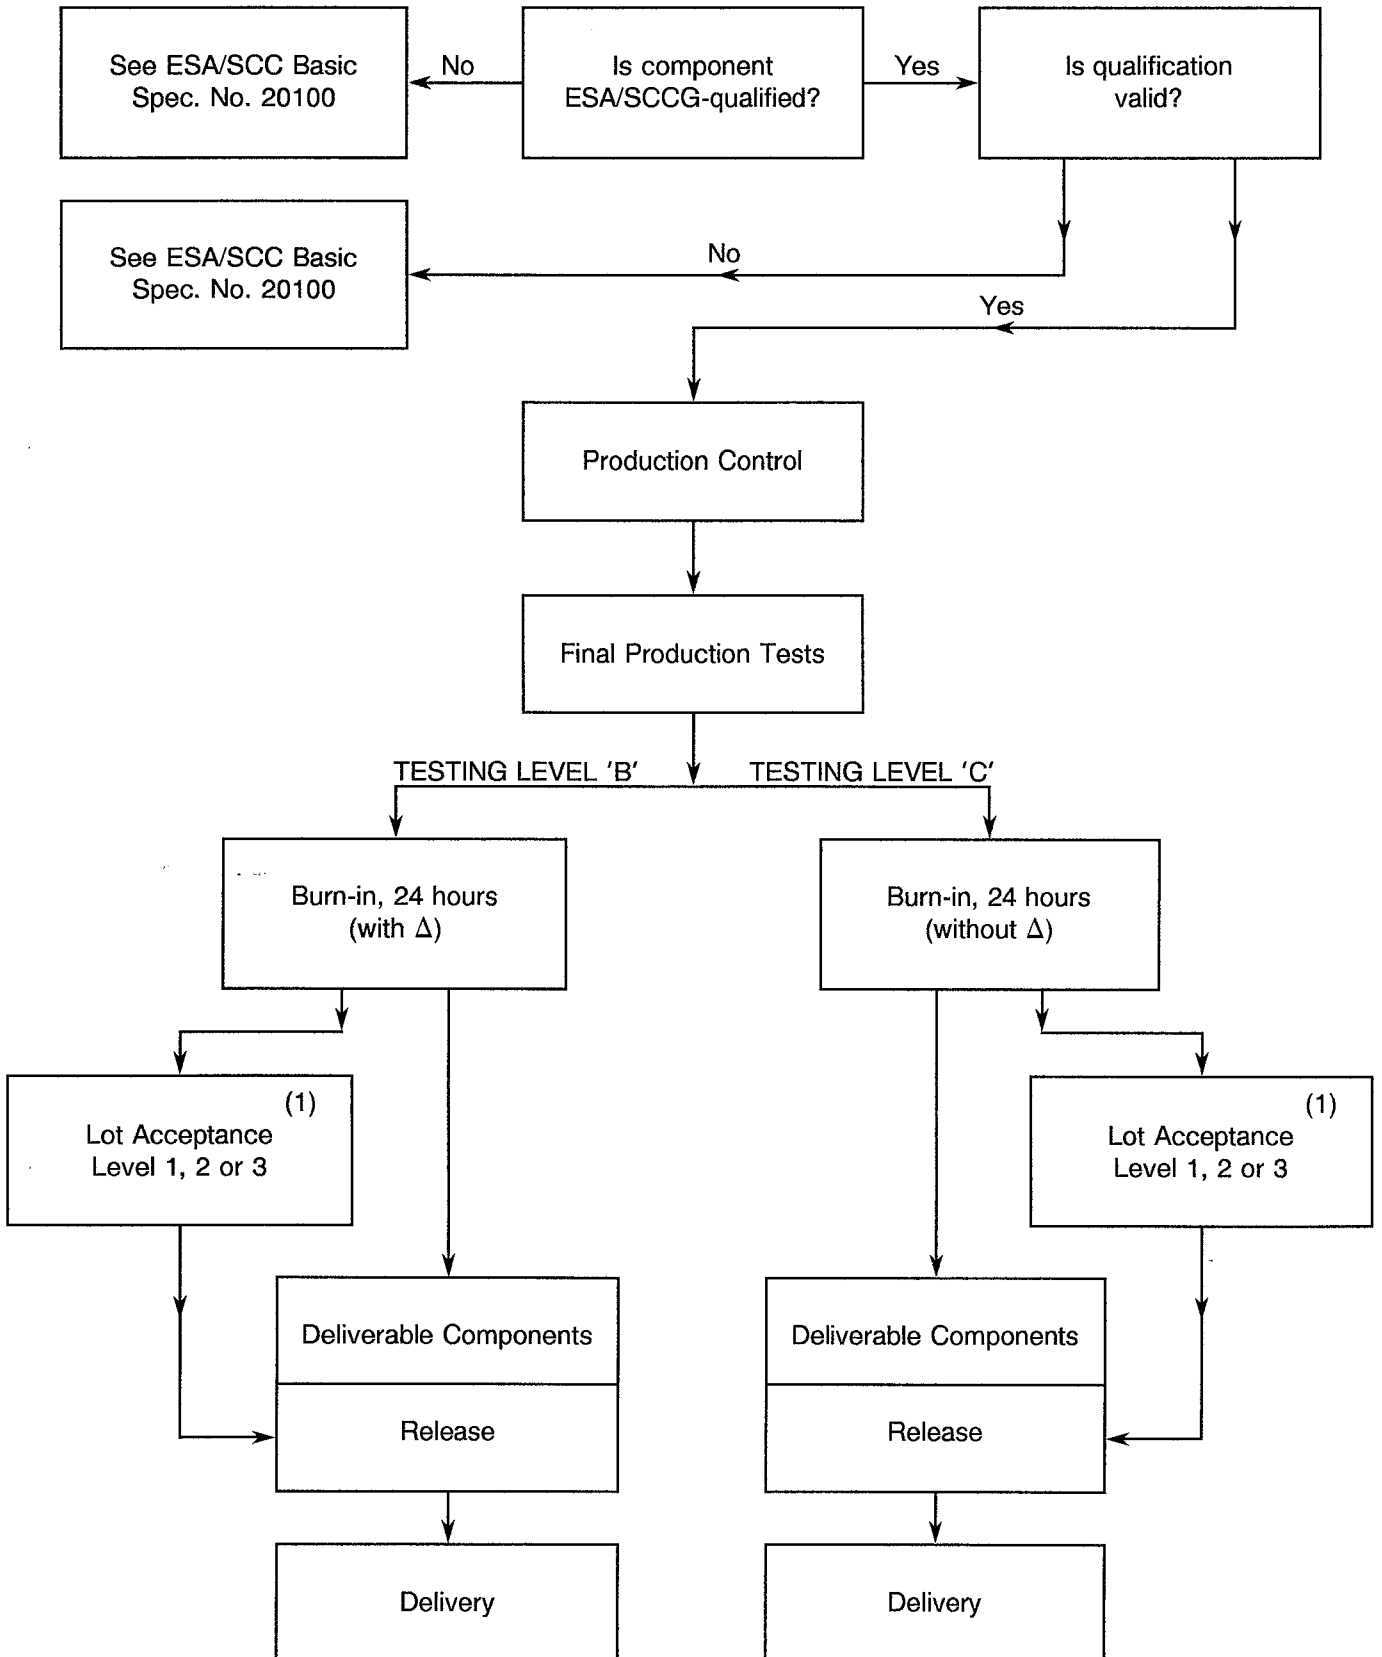 See ESA/SCC Basic
Spec. No. 20100
No
Is component
ESA/SCCG-qualified?
Yes
Is qualification
valid?
See ESA/SCC Basic
Spec. No. 20100
No
Yes
Production Control
Final Production Tests
TESTING LEVEL 'B'
TESTING LEVEL 'C'
Burn-in, 24 hours
(with Δ)
Burn-in, 24 hours
(without Δ)
(1)
Lot Acceptance
Level 1, 2 or 3
(1)
Lot Acceptance
Level 1, 2 or 3
Deliverable Components
Release
Deliverable Components
Release
Delivery
Delivery